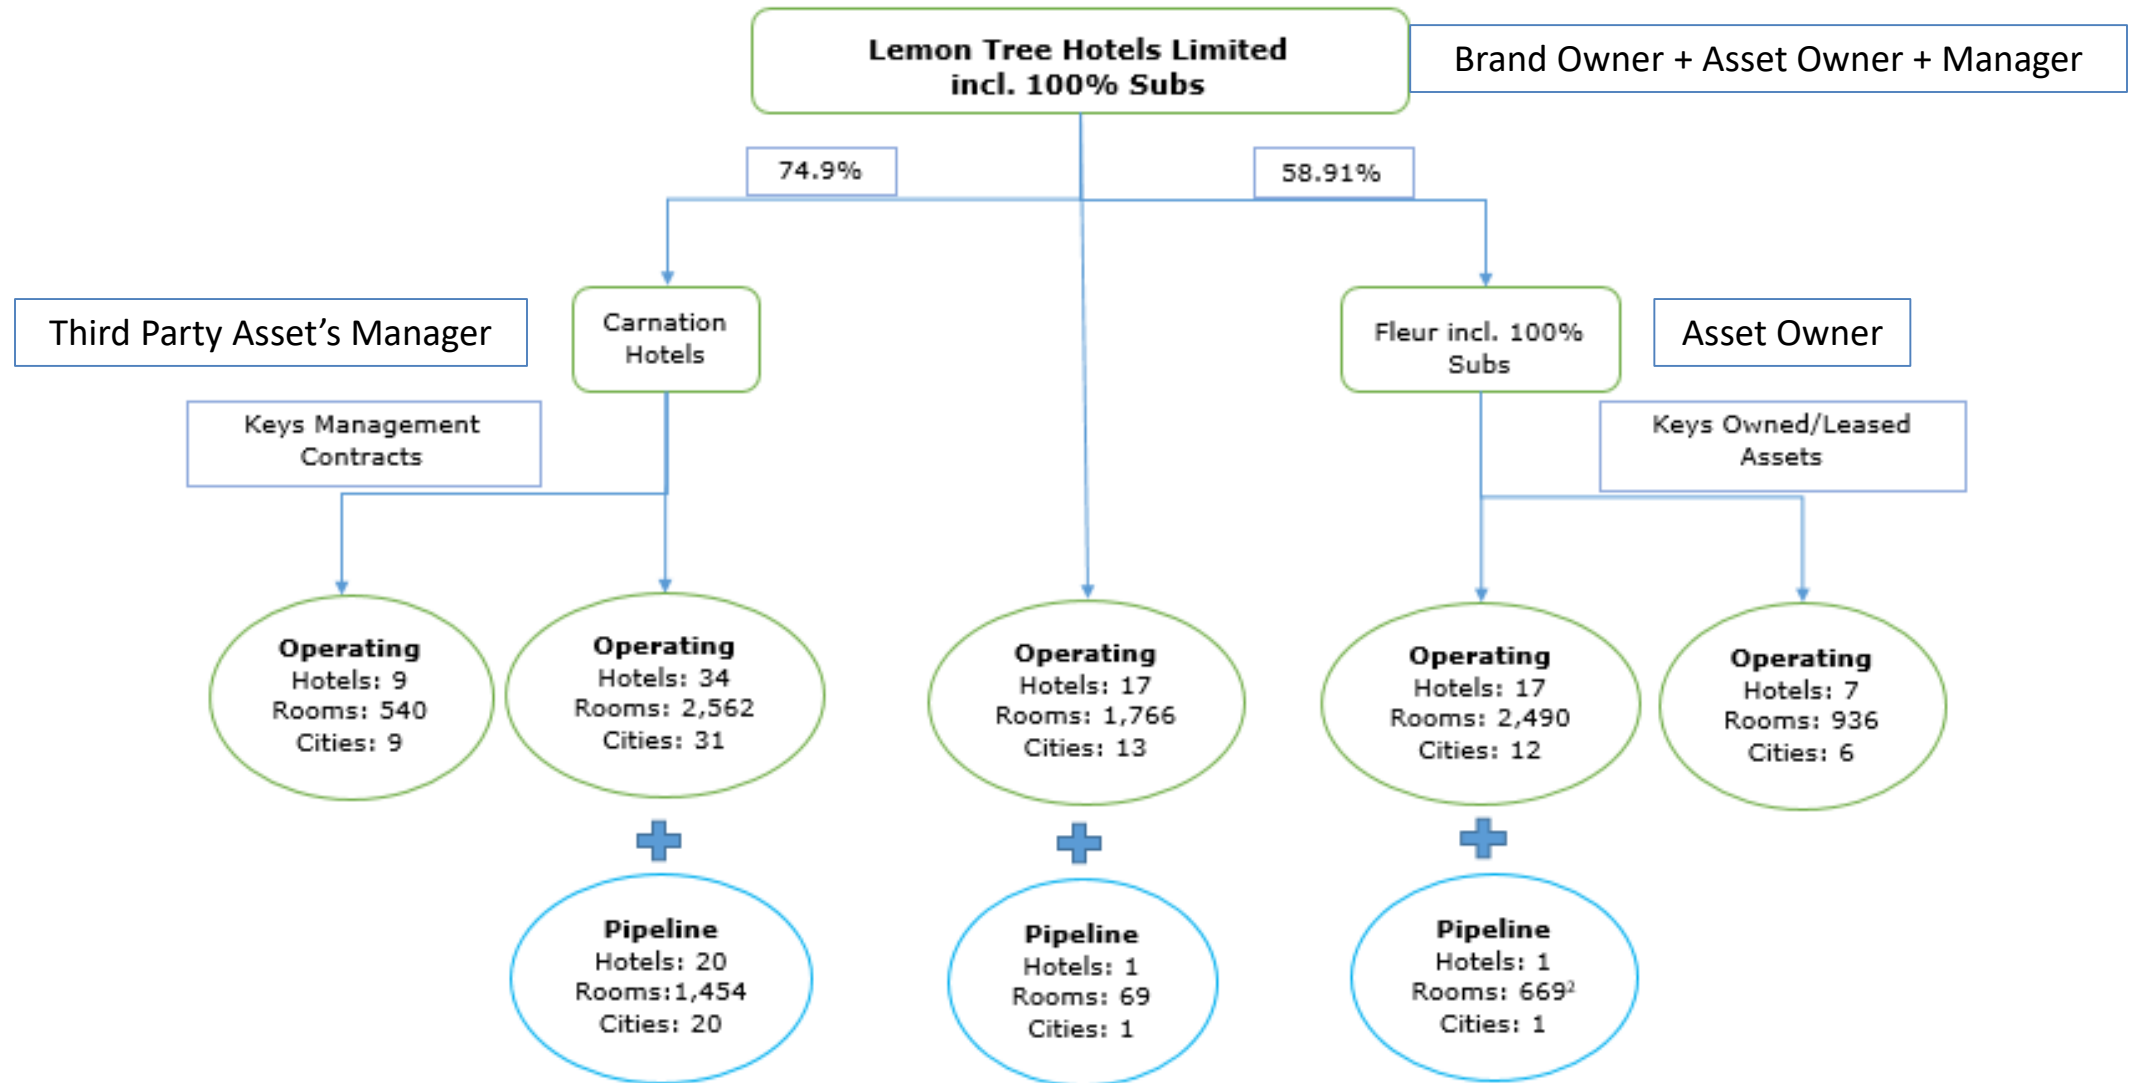 Lemon Tree Hotels Limited
incl. 100% Subs
Brand Owner + Asset Owner + Manager
74.9%
58.91%
Third Party Asset’s Manager
Carnation
Hotels
Fleur incl. 100%
Subs
Asset Owner
Keys Management
Contracts
Keys Owned/Leased
Assets
Operating
Hotels: 9
Rooms: 540
Cities: 9
Operating
Hotels: 34
Rooms: 2,562
Cities: 31
Operating
Hotels: 17
Rooms: 1,766
Cities: 13
Operating
Hotels: 17
Rooms: 2,490
Cities: 12
Operating
Hotels: 7
Rooms: 936
Cities: 6
Pipeline
Hotels: 20
Rooms:1,454
Cities: 20
Pipeline
Hotels: 1
Rooms: 69
Cities: 1
Pipeline
Hotels: 1
Rooms: 669²
Cities: 1